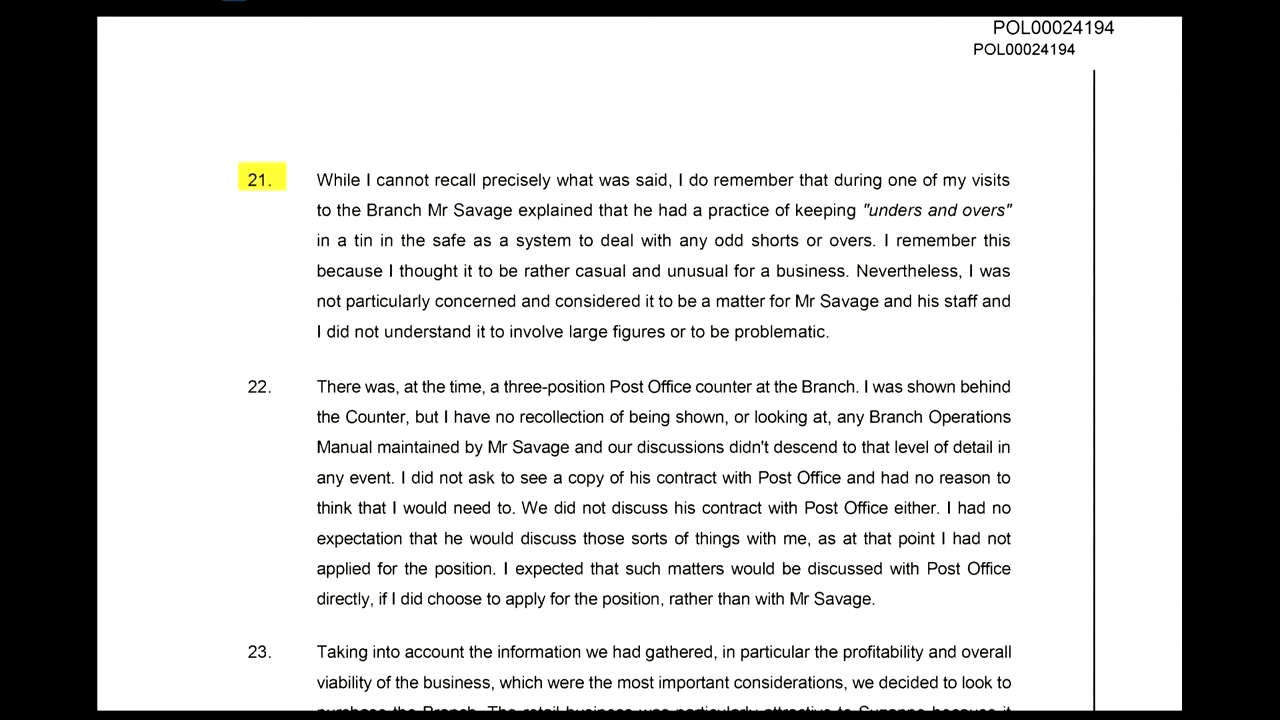 POL00024194
POL00024194
21. While I cannot recall precisely what was said, I do remember that during one of my visits
to the Branch Mr Savage explained that he had a practice of keeping "unders and overs"
in a tin in the safe as a system to deal with any odd shorts or overs. I remember this
because I thought it to be rather casual and unusual for a business. Nevertheless, I was
not particularly concerned and considered it to be a matter for Mr Savage and his staff and
I did not understand it to involve large figures or to be problematic.
22. There was, at the time, a three-position Post Office counter at the Branch. I was shown behind
the Counter, but I have no recollection of being shown, or looking at, any Branch Operations
Manual maintained by Mr Savage and our discussions didn't descend to that level of detail in
any event. I did not ask to see a copy of his contract with Post Office and had no reason to
think that I would need to. We did not discuss his contract with Post Office either. I had no
expectation that he would discuss those sorts of things with me, as at that point I had not
applied for the position. I expected that such matters would be discussed with Post Office
directly, if I did choose to apply for the position, rather than with Mr Savage.
23. Taking into account the information we had gathered, in particular the profitability and overall
viability of the business, which were the most important considerations, we decided to look to
purchase the Branch. The retail business was particularly attractive to Suzanne because it